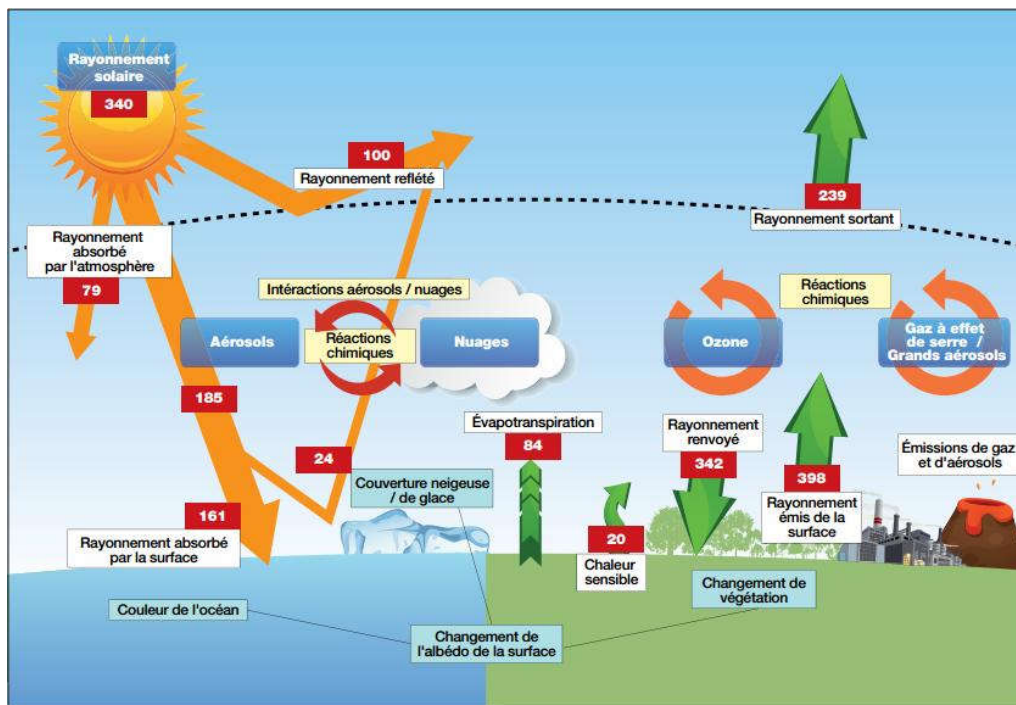 Rayonnement
solaire
340
100
Rayonnement reflété
239
Rayonnement sortant
Rayonnement
absorbé
par l'atmosphère
79
Intéractions aérosols / nuages
Aérosols
Réactions
chimiques
Nuages
Réactions
chimiques
Ozone
Gaz à effet
de serre /
Grands aérosols
185
Évapotranspiration
84
Rayonnement
renvoyé
342
Émissions de gaz
et d'aérosols
24
Couverture neigeuse
/ de glace
398
Rayonnement
émis de la
surface
161
Rayonnement absorbé
par la surface
20
Chaleur
sensible
Changement de
végétation
Couleur de l'océan
Changement de
l'albédo de la surface